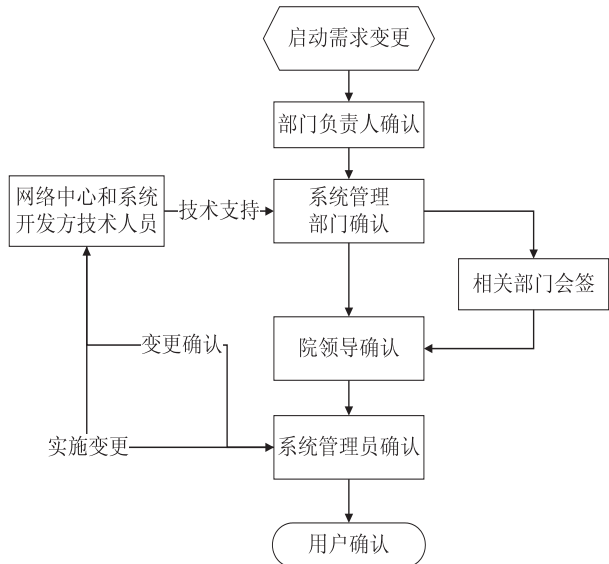 启动需求变更
部门负责人确认
网络中心和系统
开发方技术人员
技术支持
系统管理
部门确认
相关部门会签
变更确认
院领导确认
实施变更
系统管理员确认
用户确认